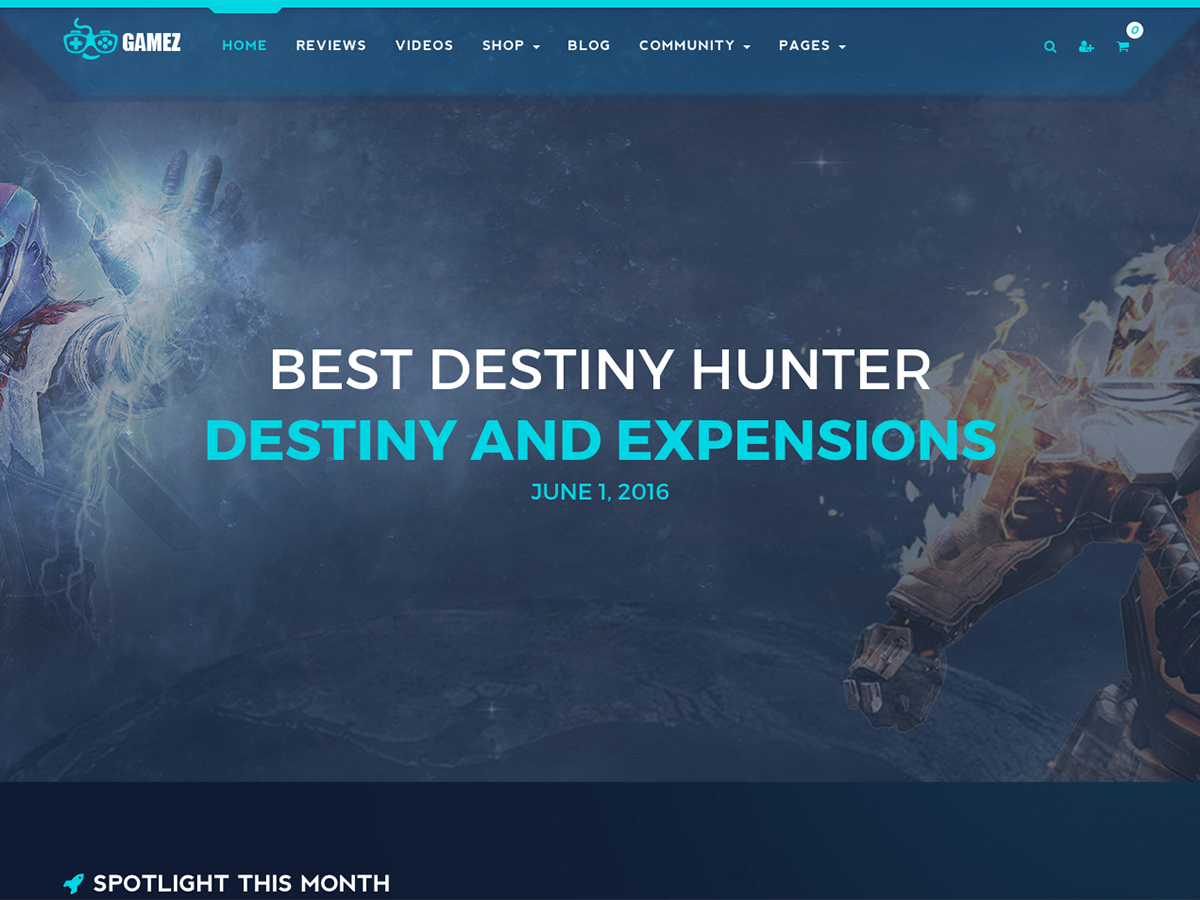 GAMEZ
HOME REVIEWS VIDEOS SHOP BLOG COMMUNITY PAGES
0
BEST DESTINY HUNTER
DESTINY AND EXPENSIONS
JUNE 1, 2016
SPOTLIGHT THIS MONTH